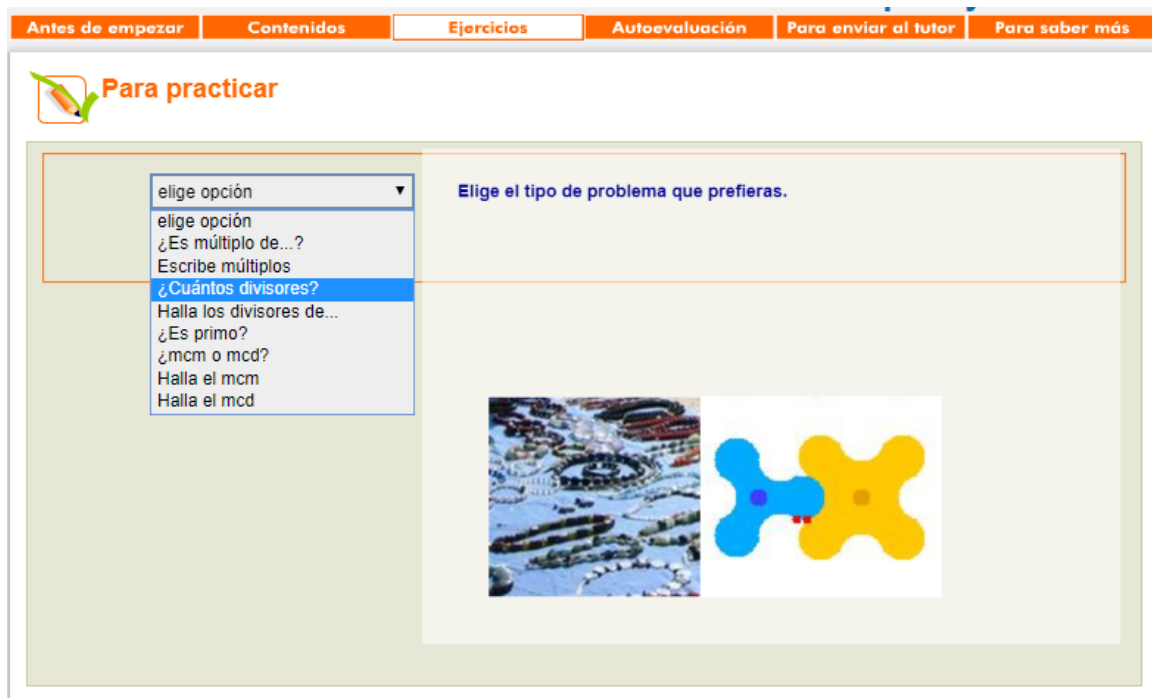 Antes de empezar
Contenidos
Ejercicios
Autoevaluación
Para enviar al tutor
Para saber más
Para practicar
elige opción
Elige el tipo de problema que prefieras.
elige opción
¿Es múltiplo de...?
Escribe múltiplos
¿Cuántos divisores?
Halla los divisores de...
¿Es primo?
¿mcm o mcd?
Halla el mcm
Halla el mcd